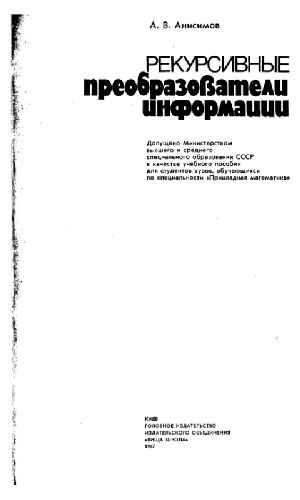 А. В. Анисимов
РЕКУРСИВНЫЕ
преобразователи
информации
Допущено Министерством
высшего и среднего
специального образования СССР
в качестве учебного пособия
для студентов вузов, обучающихся
по специальности «Прикладная математика»
КИЕВ
ГОЛОВНОЕ ИЗДАТЕЛЬСТВО
ИЗДАТЕЛЬСКОГО ОБЪЕДИНЕНИЯ
«ВИЩА ШКОЛА»
1987